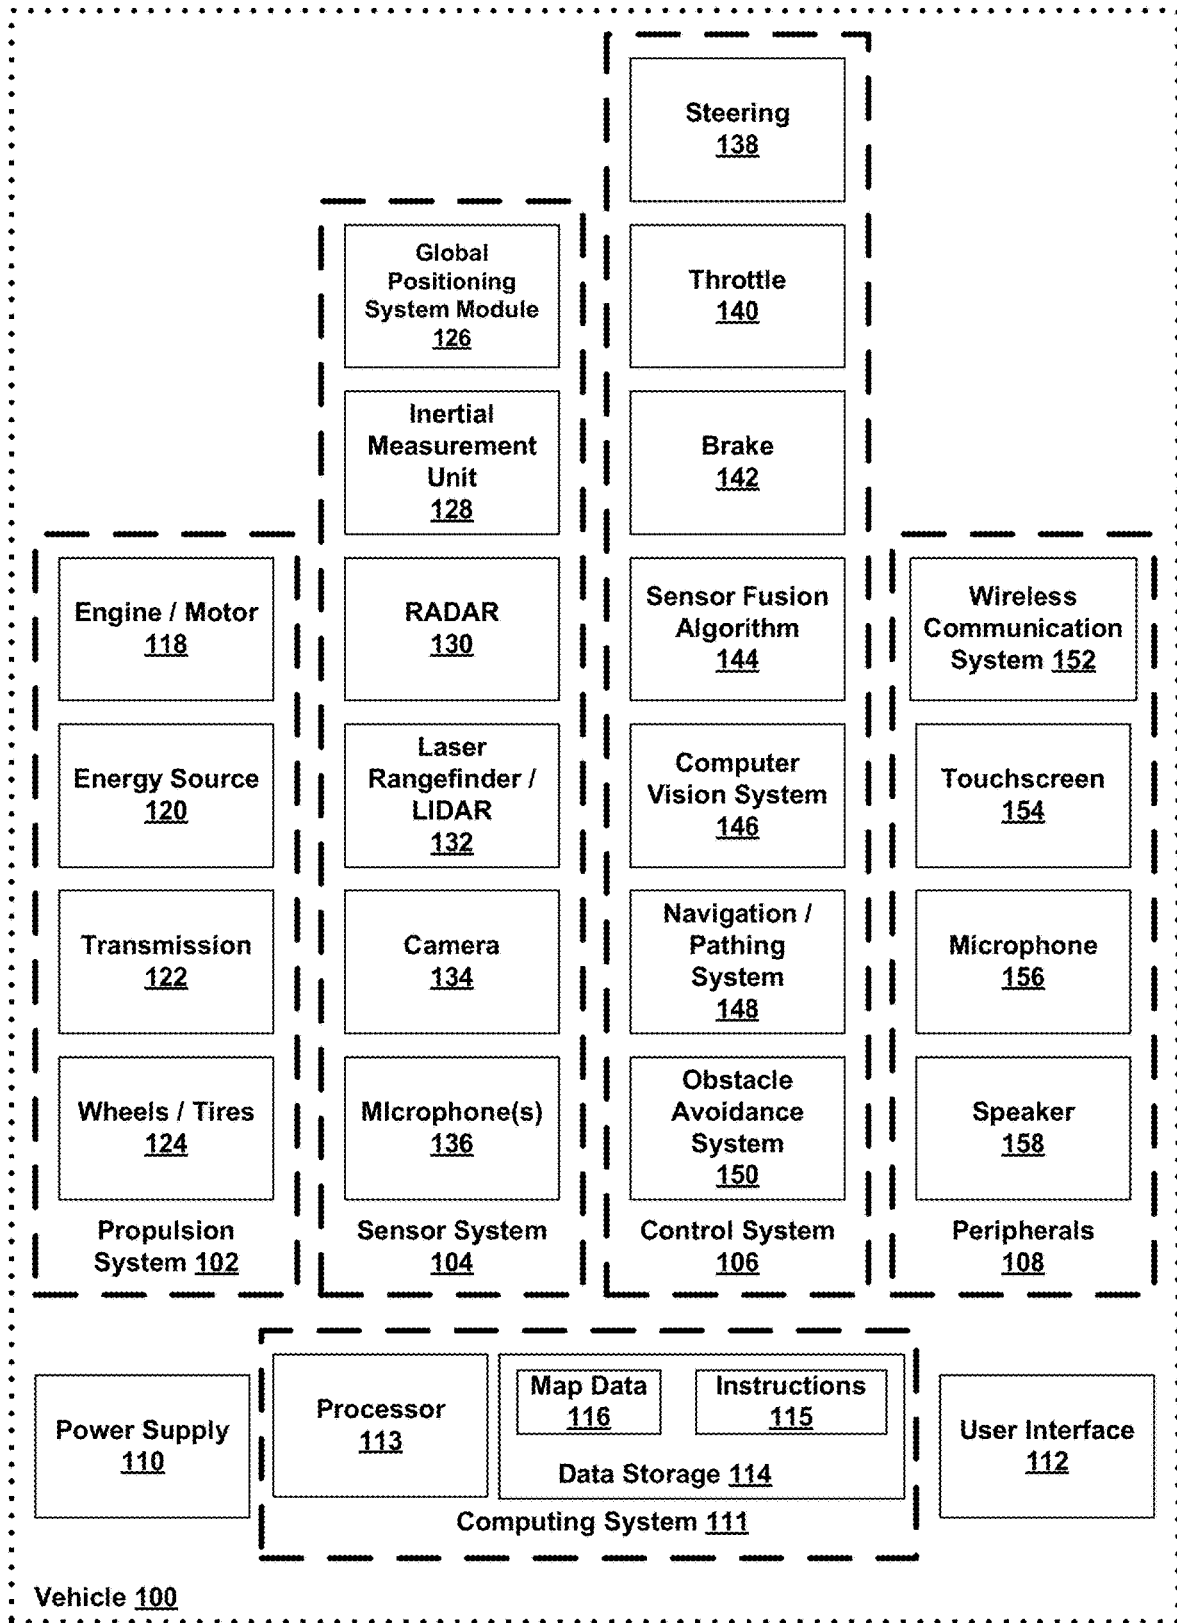 Steering
138
Throttle
140
Brake
142
Sensor Fusion
Algorithm
144
Computer
Vision System
146
Navigation /
Pathing
System
148
Obstacle
Avoidance
System
150
Control System
106
Global
Positioning
System Module
126
Inertial
Measurement
Unit
128
RADAR
130
Laser
Rangefinder /
LIDAR
132
Camera
134
MIcrophone(s)
136
Sensor System
104
Engine / Motor
118
Energy Source
120
Transmission
122
Wheels / Tires
124
Propulsion
System 102
Wireless
Communication
System 152
Touchscreen
154
Microphone
156
Speaker
158
Peripherals
108
Power Supply
110
Processor
113
Map Data
116
Instructions
115
Data Storage 114
Computing System 111
User Interface
112
Vehicle 100